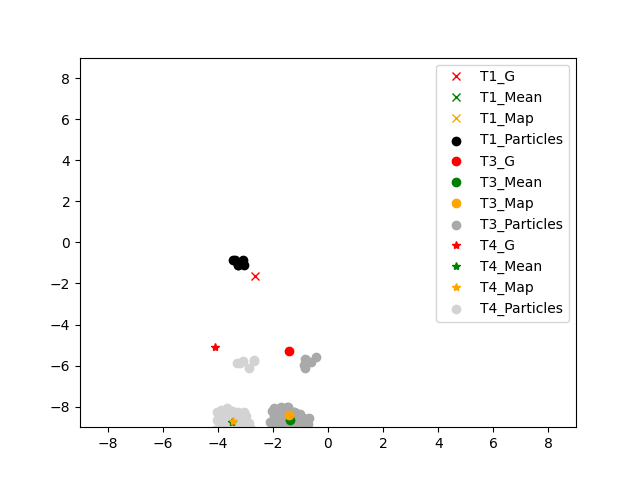 8
6
4
2
0
−2
−4
−6
−8
−8 −6 −4 −2 0 2 4 6 8
T1_G
T1_Mean
T1_Map
T1_Particles
T3_G
T3_Mean
T3_Map
T3_Particles
T4_G
T4_Mean
T4_Map
T4_Particles